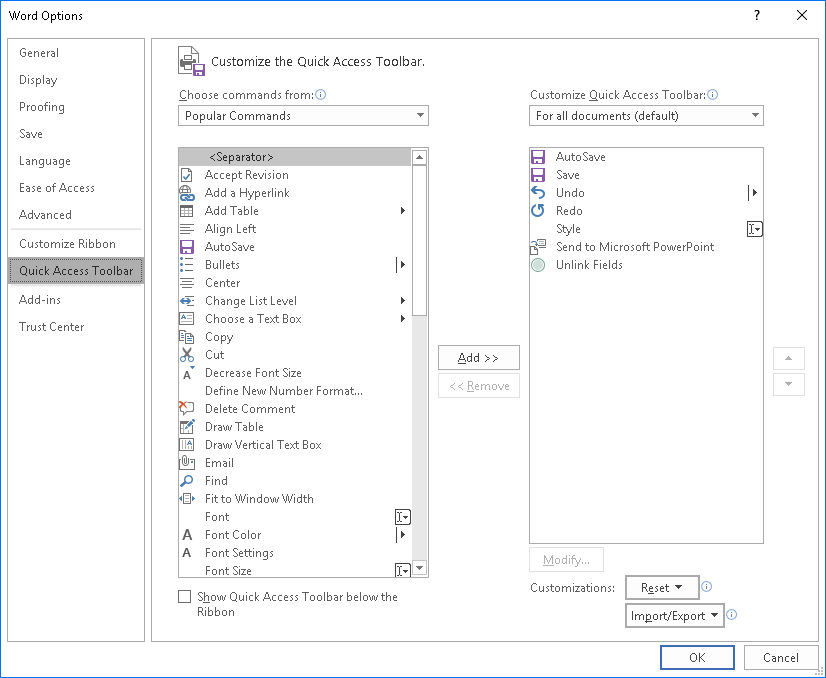 Word Options
?
General
Display
Proofing
Save
Language
Ease of Access
Advanced
Customize Ribbon
Quick Access Toolbar
Add-ins
Trust Center
Customize the Quick Access Toolbar.
Choose commands from:
Popular Commands
<Separator>
Accept Revision
Add a Hyperlink
Add Table
Align Left
AutoSave
Bullets
Center
Change List Level
Choose a Text Box
Copy
Cut
Decrease Font Size
Define New Number Format...
Delete Comment
Draw Table
Draw Vertical Text Box
Email
Find
Fit to Window Width
Font
Font Color
Font Settings
Font Size
Show Quick Access Toolbar below the
Ribbon
Add >>
<< Remove
Customize Quick Access Toolbar:
For all documents (default)
AutoSave
Save
Undo
Redo
Style
Send to Microsoft PowerPoint
Unlink Fields
Modify...
Customizations:
Reset
Import/Export
OK
Cancel